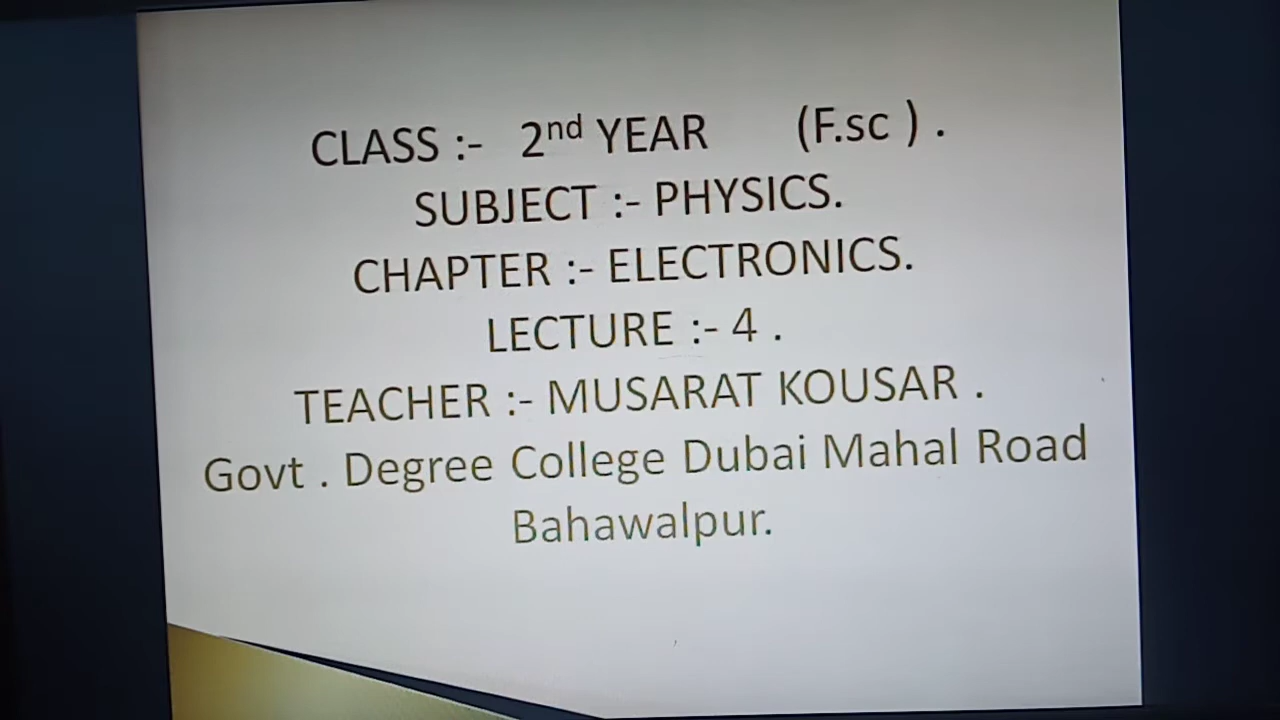 CLASS :- 2nd YEAR (F.sc ) .
SUBJECT :- PHYSICS.
CHAPTER :- ELECTRONICS.
LECTURE :- 4 .
TEACHER :- MUSARAT KOUSAR .
Govt . Degree College Dubai Mahal Road
Bahawalpur.